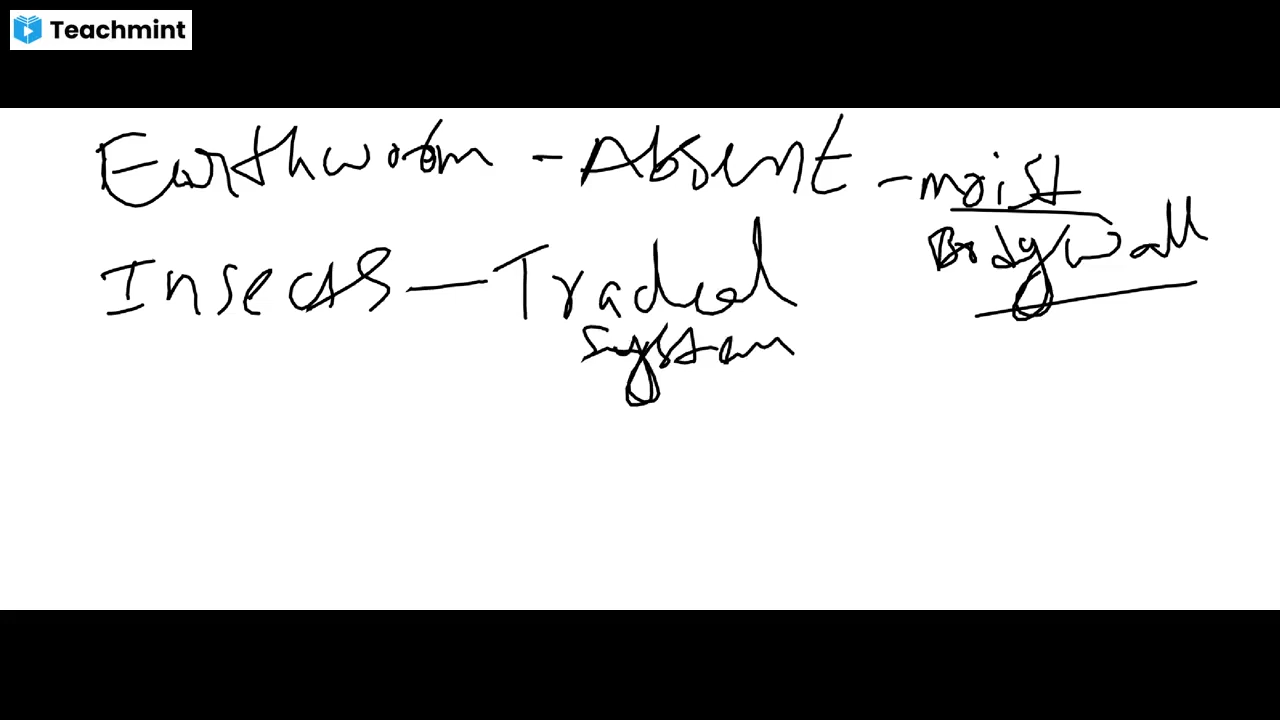 Teachmint
Earthworm - Absent - moist
Body wall
Insects - Tracheal
System